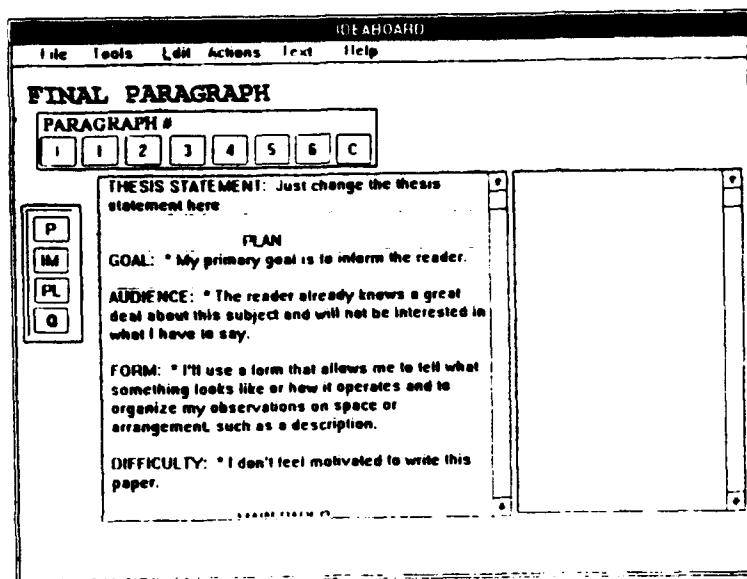 IDEABOARD
File Tools Edit Actions Text Help
FINAL PARAGRAPH
PARAGRAPH #
I 1 2 3 4 5 6 C
THESIS STATEMENT: Just change the thesis
statement here
PLAN
GOAL: * My primary goal is to inform the reader.
P
IM
PL
Q
AUDIENCE: * The reader already knows a great
deal about this subject and will not be interested in
what I have to say.
FORM: * I'll use a form that allows me to tell what
something looks like or how it operates and to
organize my observations on space or
arrangement, such as a description.
DIFFICULTY: * I don't feel motivated to write this
paper.